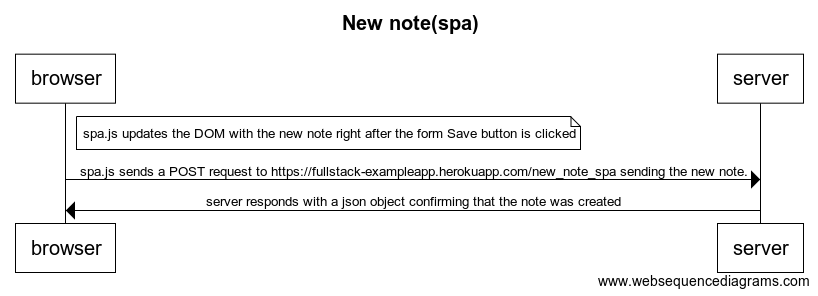 New note(spa)
browser
server
spa.js updates the DOM with the new note right after the form Save button is clicked
spa.js sends a POST request to https://fullstack-exampleapp.herokuapp.com/new_note_spa sending the new note.
server responds with a json object confirming that the note was created
browser
server
www.websequencediagrams.com